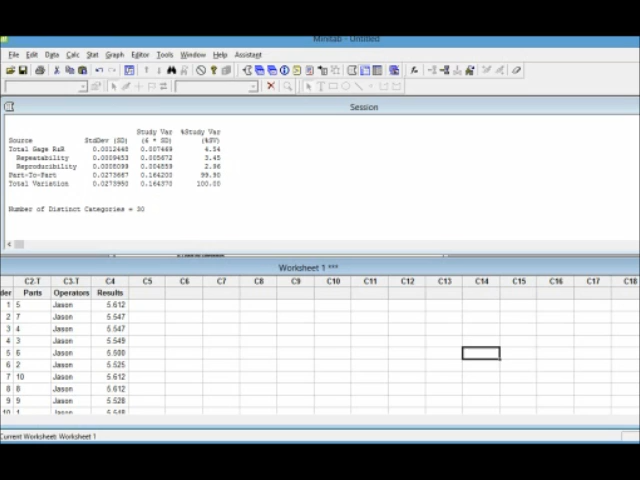 Minitab - Untitled
File Edit Data Calc Stat Graph Editor Tools Window Help Assistant
Session
Study Var %Study Var
Source StdDev (SD) (6 * SD) (%SV)
Total Gage R&R 0.0012448 0.007469 4.54
Repeatability 0.0009453 0.005672 3.45
Reproducibility 0.0008099 0.004859 2.96
Part-To-Part 0.0273667 0.164200 99.90
Total Variation 0.0273950 0.164370 100.00
Number of Distinct Categories = 30
Worksheet 1 ***
C2-T C3-T C4 C5 C6 C7 C8 C9 C10 C11 C12 C13 C14 C15 C16 C17 C18
der Parts Operators Results
1 5 Jason 5.612
2 7 Jason 5.547
3 4 Jason 5.547
4 3 Jason 5.549
5 6 Jason 5.500
6 2 Jason 5.525
7 10 Jason 5.612
8 8 Jason 5.612
9 9 Jason 5.528
10 1 Jason 5.548
Current Worksheet: Worksheet 1